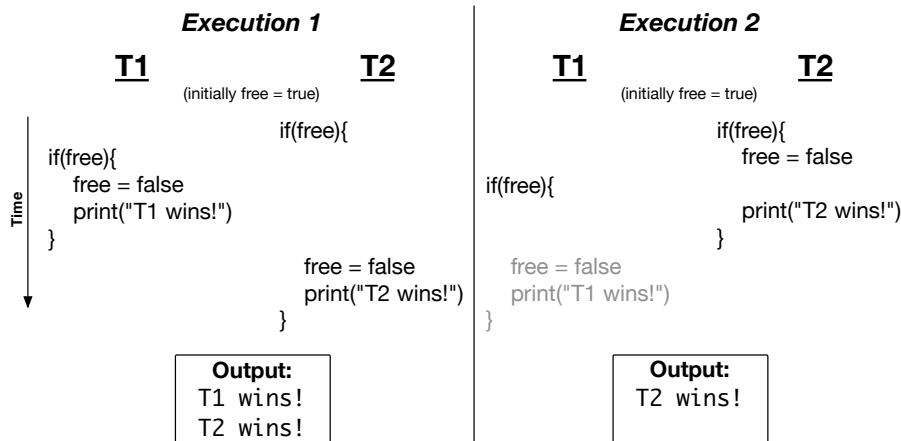 Execution 1
T1
T2
(initially free = true)
if(free){
if(free){
free = false
print("T1 wins!")
}
free = false
print("T2 wins!")
}
Time
Output:
T1 wins!
T2 wins!
Execution 2
T1
T2
(initially free = true)
if(free){
free = false
if(free){
print("T2 wins!")
}
free = false
print("T1 wins!")
}
Output:
T2 wins!